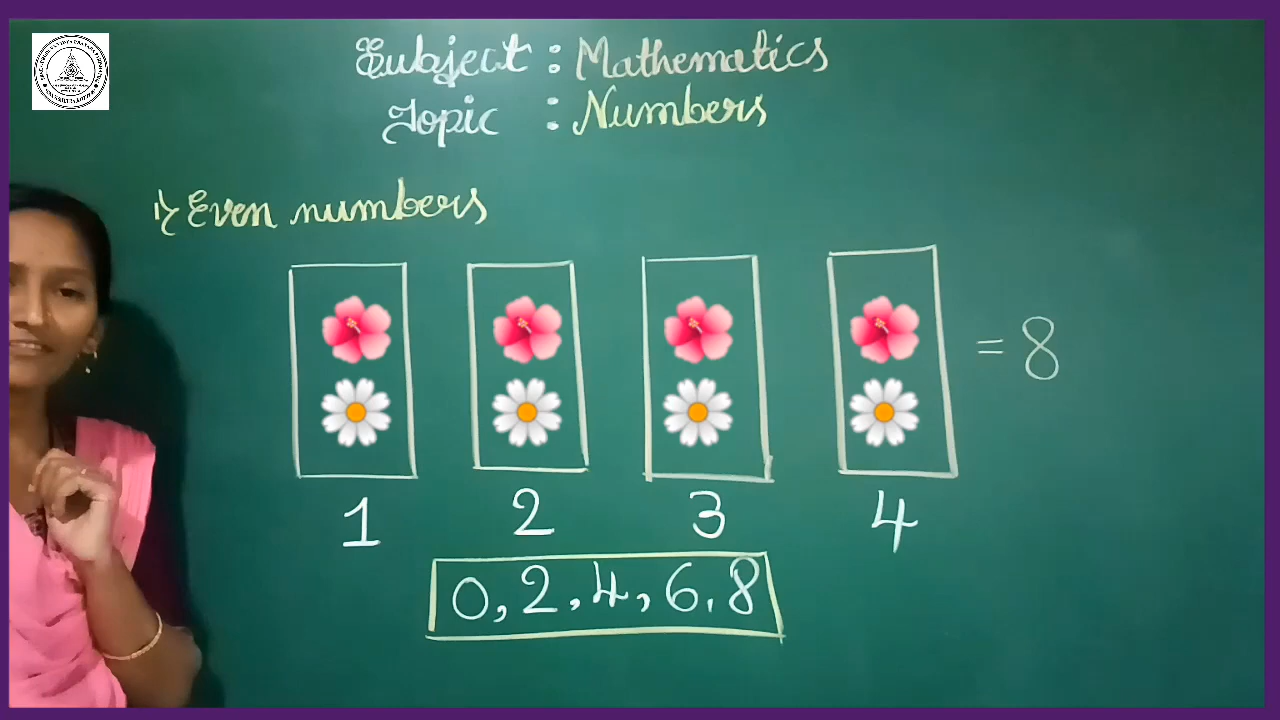 Subject : Mathematics
Topic : Numbers
1) Even numbers
= 8
1 2 3 4
0, 2, 4, 6, 8